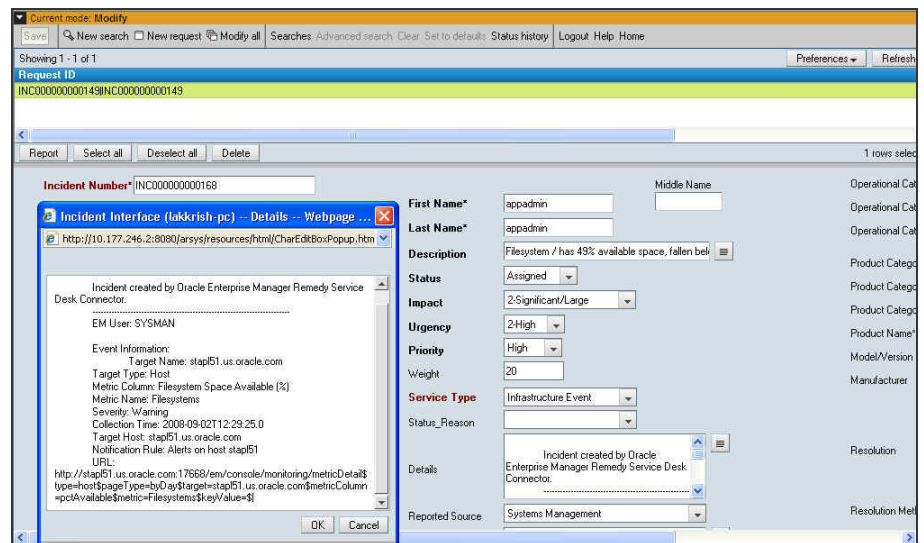 Current mode: Modify
Save New search New request Modify all Searches Advanced search Clear Set to defaults Status history Logout Help Home
Showing 1 - 1 of 1 Preferences Refresh
Request ID
INC000000000149|INC000000000149
Report Select all Deselect all Delete 1 rows selec
Incident Number* INC000000000168
Incident Interface (lakkrish-pc) -- Details -- Webpage ...
http://10.177.246.2:8080/arsys/resources/html/CharEditBoxPopup.htm
Incident created by Oracle Enterprise Manager Remedy Service
Desk Connector.
EM User: SYSMAN
Event Information:
Target Name: stapl51.us.oracle.com
Target Type: Host
Metric Column: Filesystem Space Available (%)
Metric Name: Filesystems
Severity: Warning
Collection Time: 2008-09-02T12:29:25.0
Target Host: stapl51.us.oracle.com
Notification Rule: Alerts on host stapl51
URL:
http://stapl51.us.oracle.com:17668/em/console/monitoring/metricDetail$
type=host$pageType=byDay$target=stapl51.us.oracle.com$metricColumn
=pctAvailable$metric=Filesystems$keyValue=$|
OK Cancel
Middle Name
First Name* appadmin
Last Name* appadmin
Description Filesystem / has 49% available space, fallen bel
Status Assigned
Impact 2-Significant/Large
Urgency 2-High
Priority High
Weight 20
Service Type Infrastructure Event
Status_Reason
Details
Incident created by Oracle
Enterprise Manager Remedy Service Desk
Connector.
Reported Source Systems Management
Operational Cat
Operational Cat
Operational Cat
Product Catego
Product Catego
Product Catego
Product Name*
Model/Version
Manufacturer
Resolution
Resolution Met